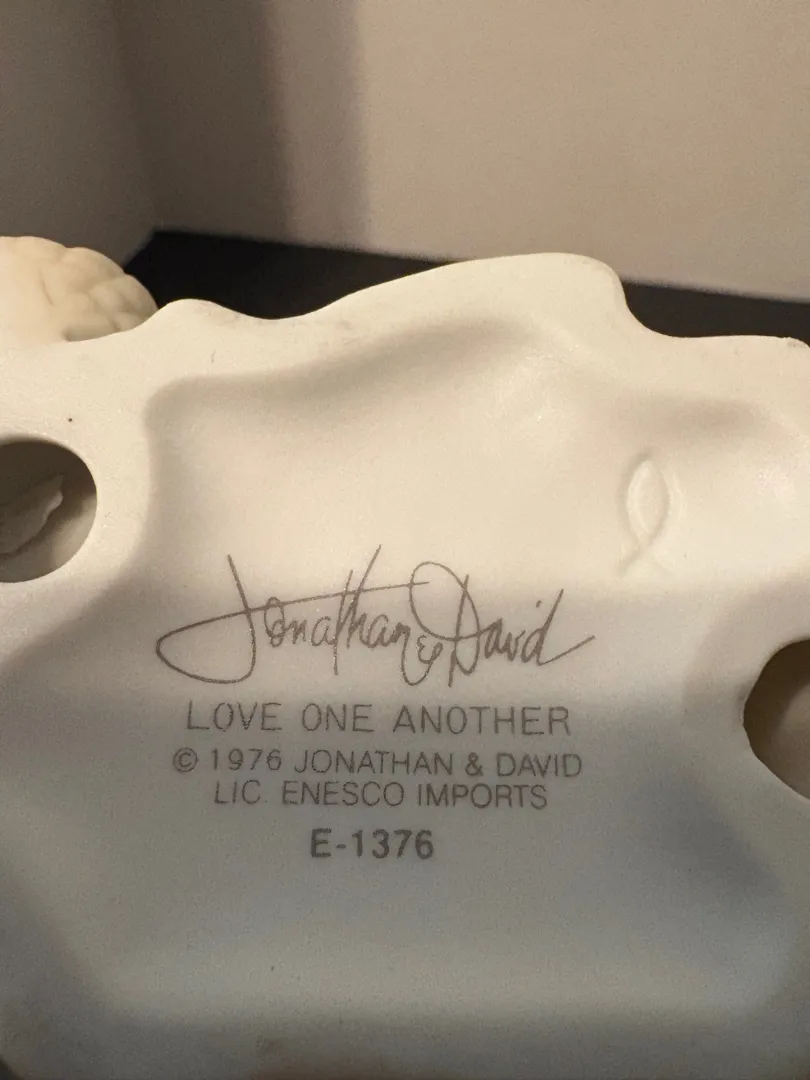 Jonathan & David
LOVE ONE ANOTHER
© 1976 JONATHAN & DAVID
LIC. ENESCO IMPORTS
E-1376